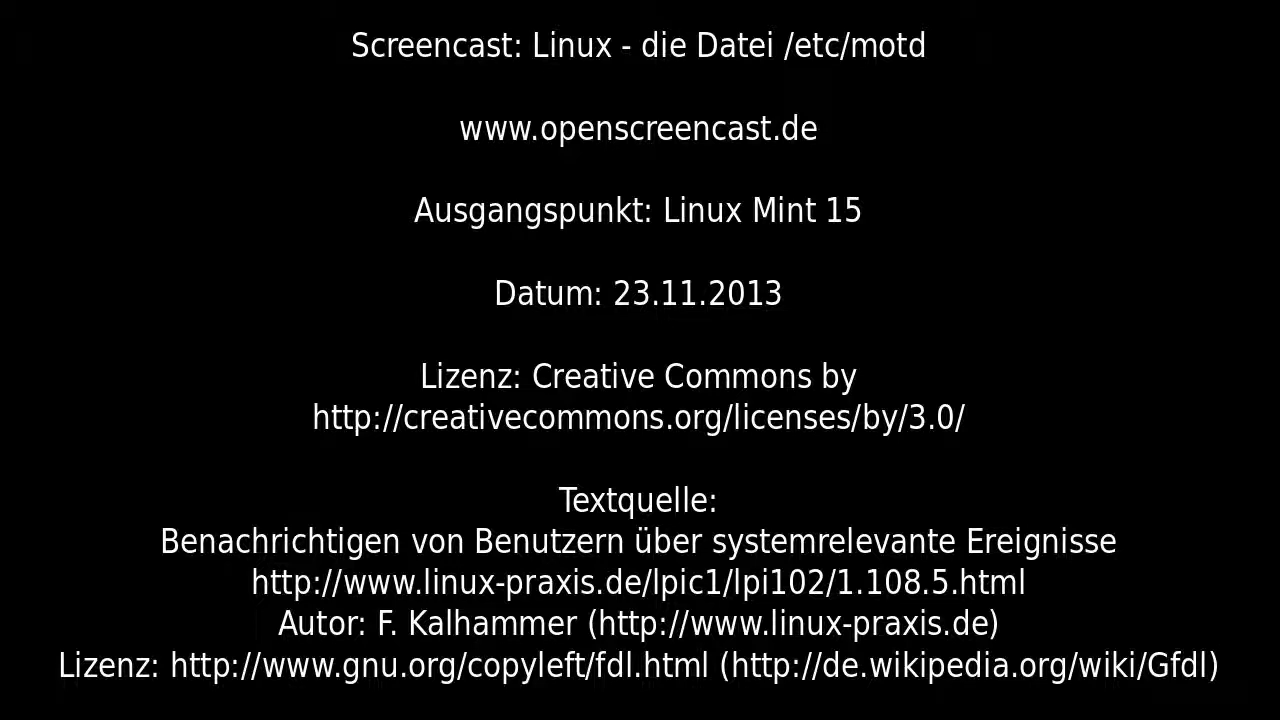 Screencast: Linux - die Datei /etc/motd
www.openscreencast.de
Ausgangspunkt: Linux Mint 15
Datum: 23.11.2013
Lizenz: Creative Commons by
http://creativecommons.org/licenses/by/3.0/
Textquelle:
Benachrichtigen von Benutzern über systemrelevante Ereignisse
http://www.linux-praxis.de/lpic1/lpi102/1.108.5.html
Autor: F. Kalhammer (http://www.linux-praxis.de)
Lizenz: http://www.gnu.org/copyleft/fdl.html (http://de.wikipedia.org/wiki/Gfdl)